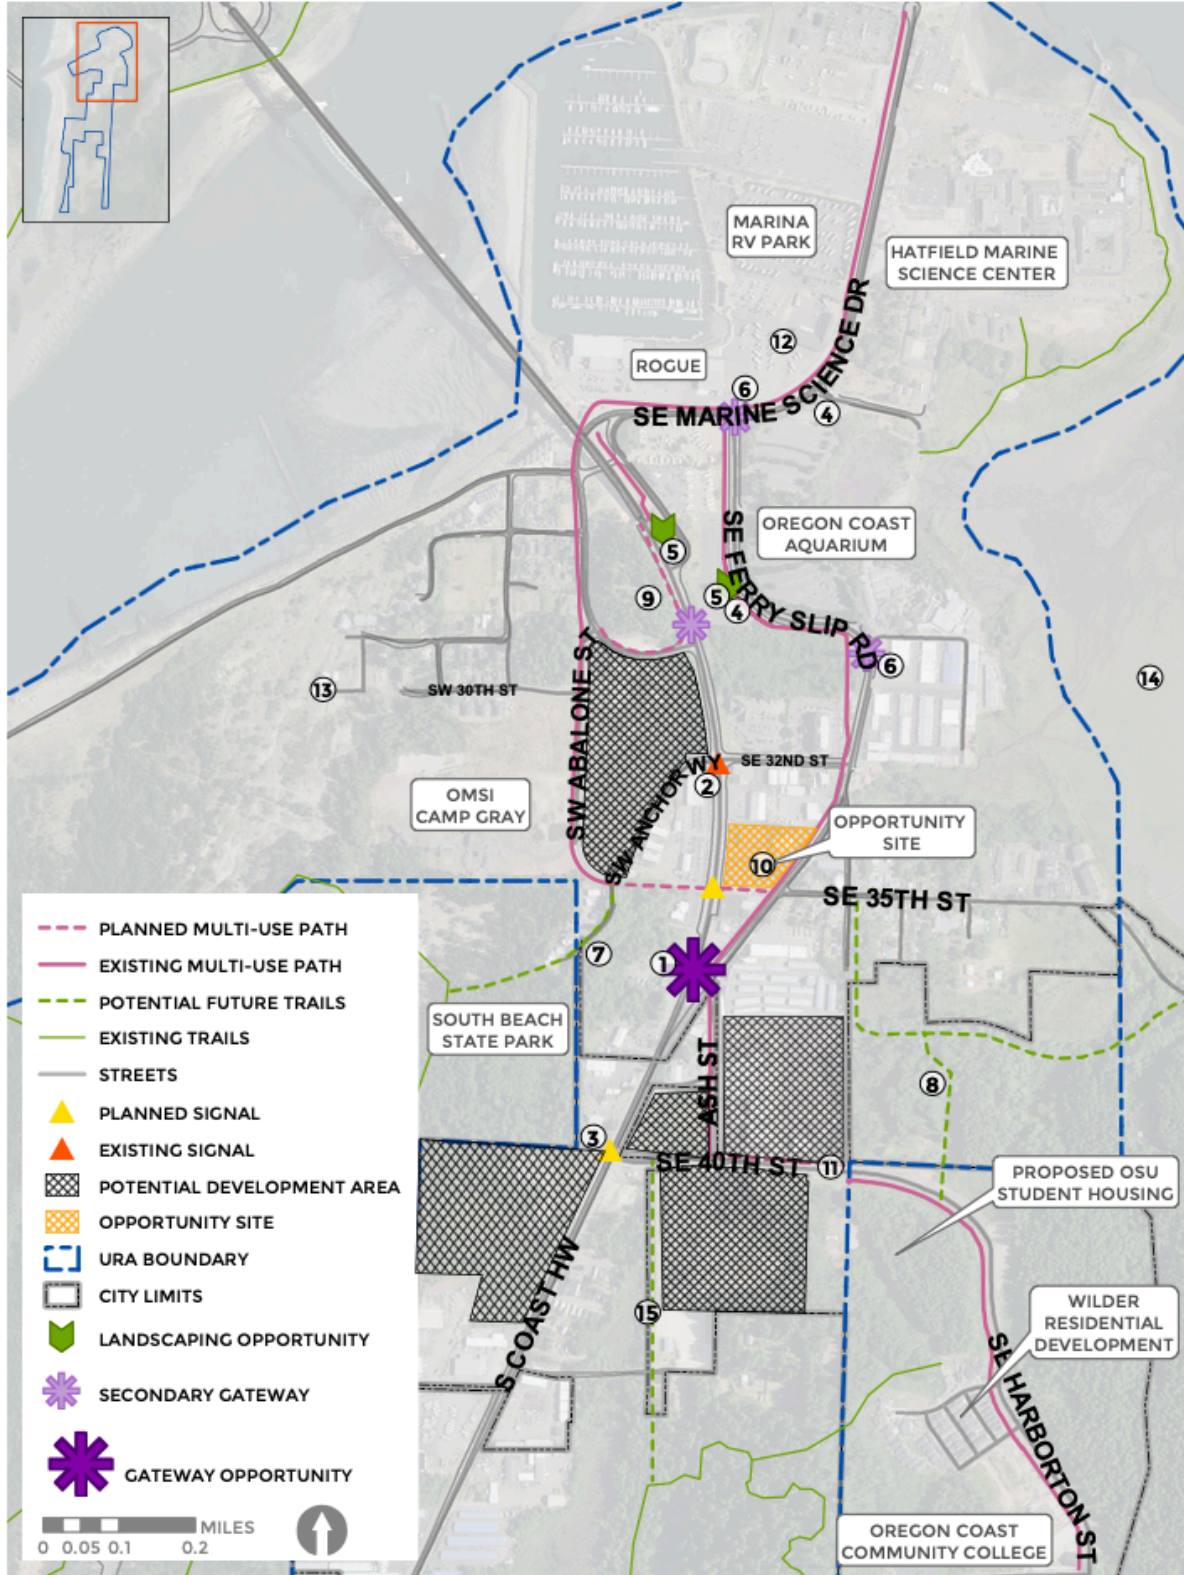 MARINA
RV PARK
HATFIELD MARINE
SCIENCE CENTER
12
ROGUE
6
SE MARINE SCIENCE DR
4
OREGON COAST
AQUARIUM
5
9
5
4
SE FERRY SLIP RD
6
14
13
SW 30TH ST
SW ABALONE ST
SE 32ND ST
2
SW ANCHOR WY
OMSI
CAMP GRAY
OPPORTUNITY
SITE
10
SE 35TH ST
7
1
SOUTH BEACH
STATE PARK
ASH ST
8
3
SE 40TH ST
11
PROPOSED OSU
STUDENT HOUSING
15
S COAST HW
WILDER
RESIDENTIAL
DEVELOPMENT
SE HARBORTON ST
OREGON COAST
COMMUNITY COLLEGE
PLANNED MULTI-USE PATH
EXISTING MULTI-USE PATH
POTENTIAL FUTURE TRAILS
EXISTING TRAILS
STREETS
PLANNED SIGNAL
EXISTING SIGNAL
POTENTIAL DEVELOPMENT AREA
OPPORTUNITY SITE
URA BOUNDARY
CITY LIMITS
LANDSCAPING OPPORTUNITY
SECONDARY GATEWAY
GATEWAY OPPORTUNITY
MILES
0 0.05 0.1 0.2